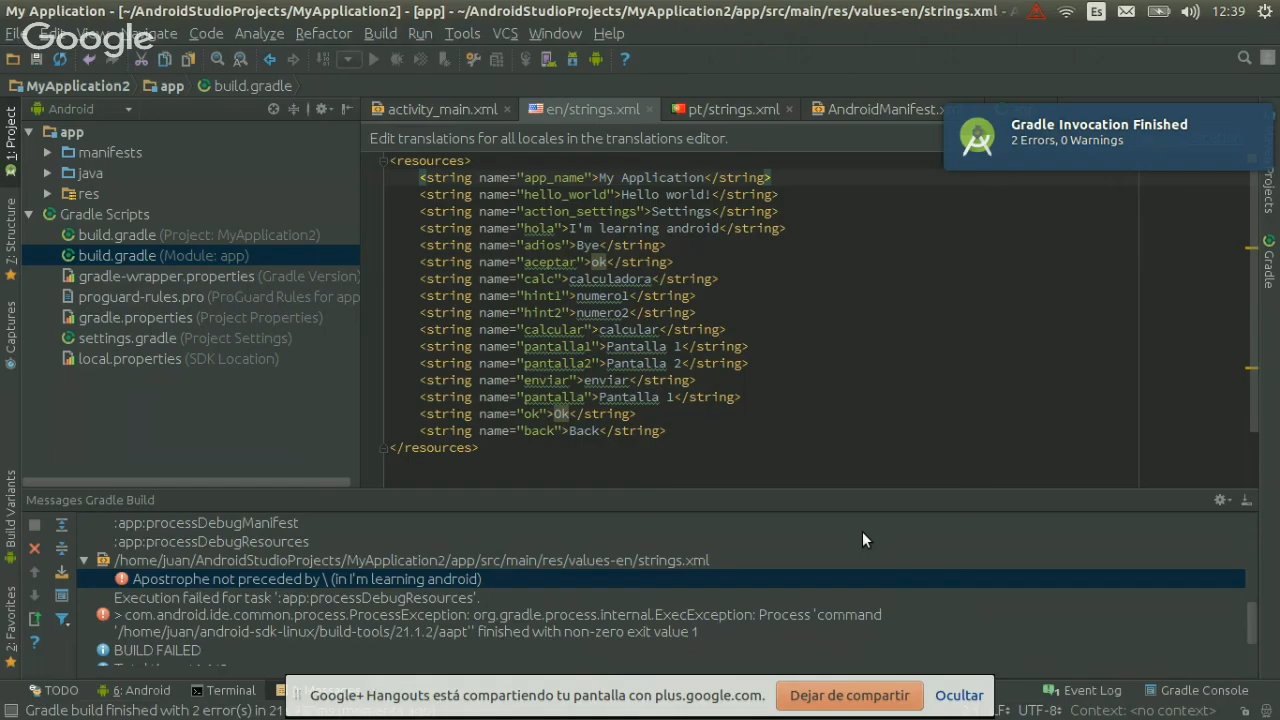 My Application - [~/AndroidStudioProjects/MyApplication2] - [app] - ~/AndroidStudioProjects/MyApplication2/app/src/main/res/values-en/strings.xml
Es
12:39
Google
Navigate Code Analyze Refactor Build Run Tools VCS Window Help
MyApplication2 app build.gradle
Android
activity_main.xml en/strings.xml pt/strings.xml
Edit translations for all locales in the translations editor.
Gradle Invocation Finished
2 Errors, 0 Warnings
1: Project
Z: Structure
Captures
Build Variants
2: Favorites
app
manifests
java
res
Gradle Scripts
build.gradle (Project: MyApplication2)
build.gradle (Module: app)
gradle-wrapper.properties (Gradle Version)
proguard-rules.pro (ProGuard Rules for app
gradle.properties (Project Properties)
settings.gradle (Project Settings)
local.properties (SDK Location)
<resources>
<string name="app_name">My Application</string>
<string name="hello_world">Hello world!</string>
<string name="action_settings">Settings</string>
<string name="hola">I'm learning android</string>
<string name="adios">Bye</string>
<string name="aceptar">ok</string>
<string name="calc">calculadora</string>
<string name="hint1">numero1</string>
<string name="hint2">numero2</string>
<string name="calcular">calcular</string>
<string name="pantalla1">Pantalla 1</string>
<string name="pantalla2">Pantalla 2</string>
<string name="enviar">enviar</string>
<string name="pantalla">Pantalla 1</string>
<string name="ok">Ok</string>
<string name="back">Back</string>
</resources>
Gradle
Messages Gradle Build
:app:processDebugManifest
:app:processDebugResources
/home/juan/AndroidStudioProjects/MyApplication2/app/src/main/res/values-en/strings.xml
Apostrophe not preceded by \ (in I'm learning android)
Execution failed for task ':app:processDebugResources'.
> com.android.ide.common.process.ProcessException: org.gradle.process.internal.ExecException: Process 'command
'/home/juan/android-sdk-linux/build-tools/21.1.2/aapt'' finished with non-zero exit value 1
BUILD FAILED
TODO 6: Android Terminal
Google+ Hangouts está compartiendo tu pantalla con plus.google.com. Dejar de compartir Ocultar
Event Log Gradle Console
Gradle build finished with 2 error(s) in
UTF-8 Context: <no context>